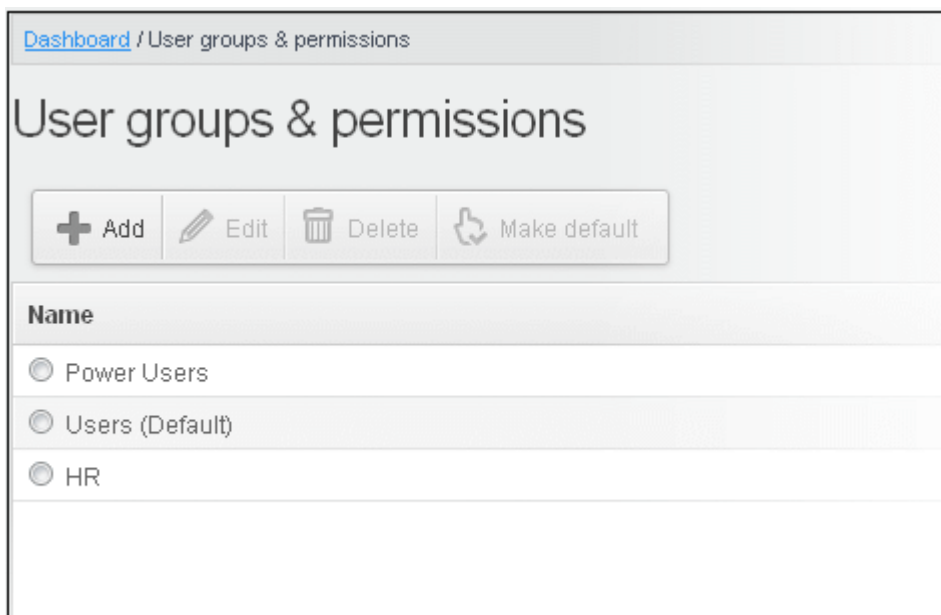 Dashboard / User groups & permissions
User groups & permissions
Add Edit Delete Make default
Name
Power Users
Users (Default)
HR